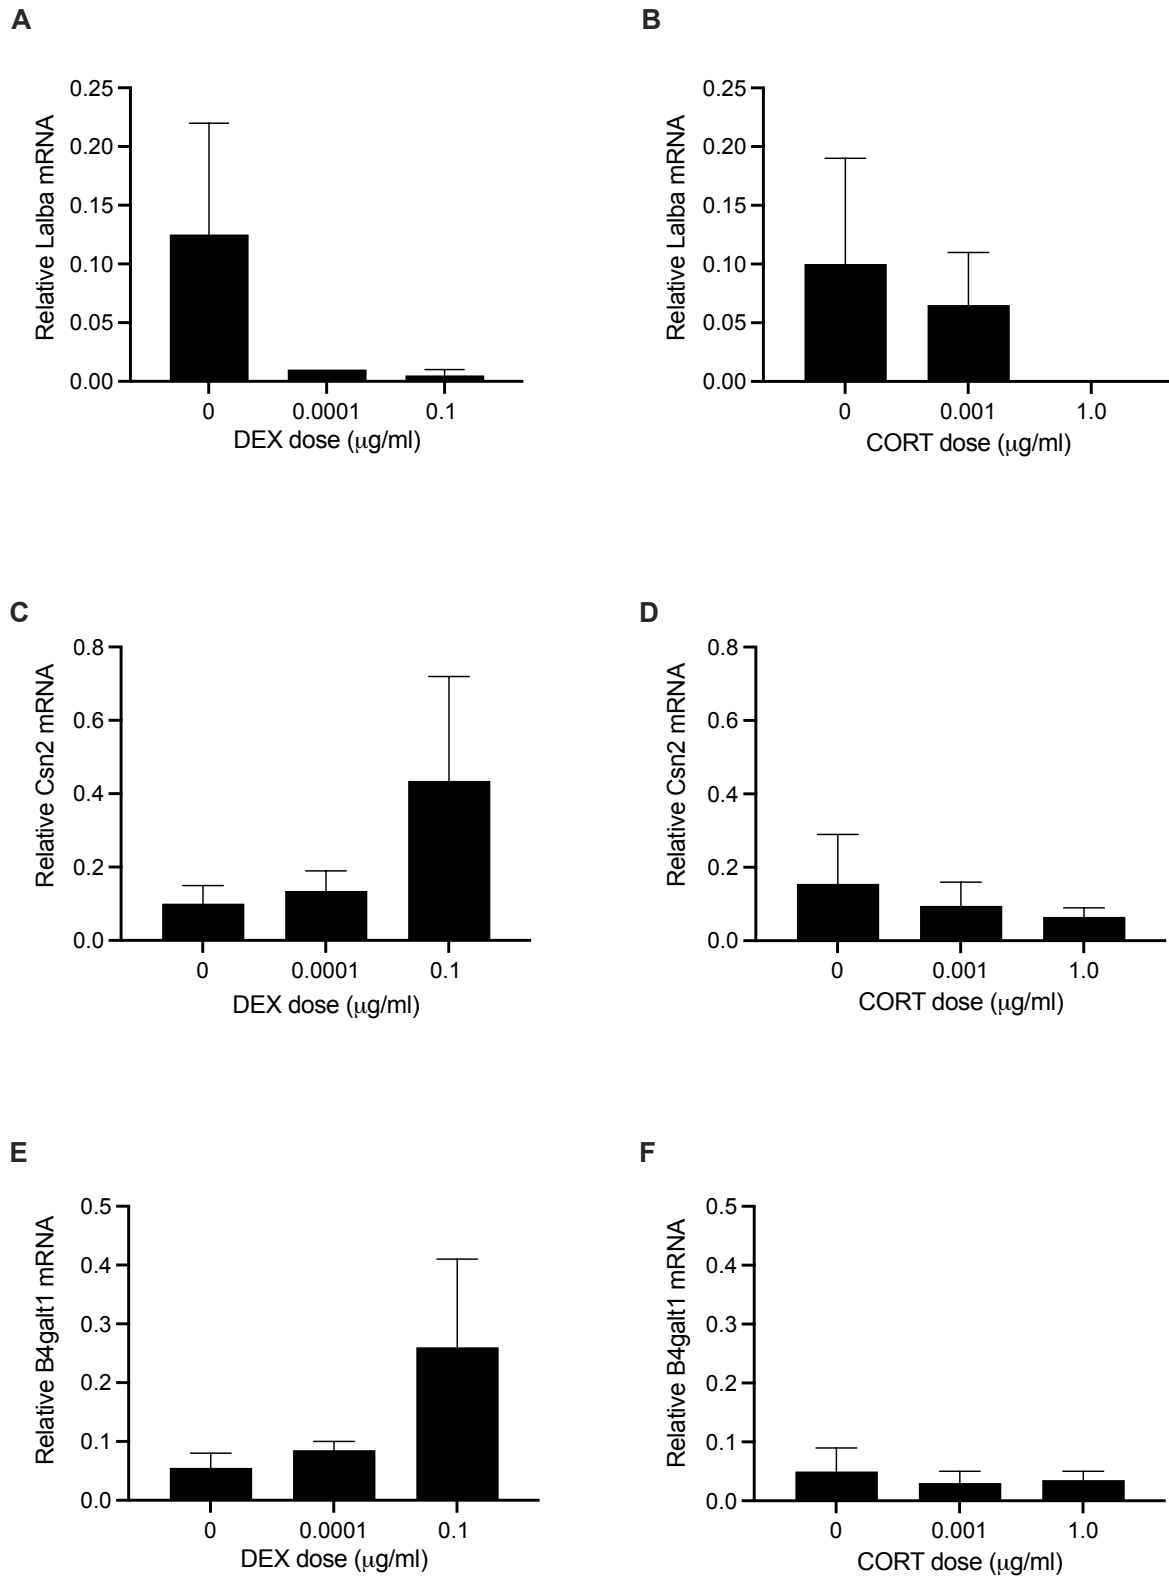 A
Relative Lalba mRNA
0.25
0.20
0.15
0.10
0.05
0.00
0 0.0001 0.1
DEX dose (μg/ml)
B
Relative Lalba mRNA
0.25
0.20
0.15
0.10
0.05
0.00
0 0.001 1.0
CORT dose (μg/ml)
C
Relative Csn2 mRNA
0.8
0.6
0.4
0.2
0.0
0 0.0001 0.1
DEX dose (μg/ml)
D
Relative Csn2 mRNA
0.8
0.6
0.4
0.2
0.0
0 0.001 1.0
CORT dose (μg/ml)
E
Relative B4galt1 mRNA
0.5
0.4
0.3
0.2
0.1
0.0
0 0.0001 0.1
DEX dose (μg/ml)
F
Relative B4galt1 mRNA
0.5
0.4
0.3
0.2
0.1
0.0
0 0.001 1.0
CORT dose (μg/ml)